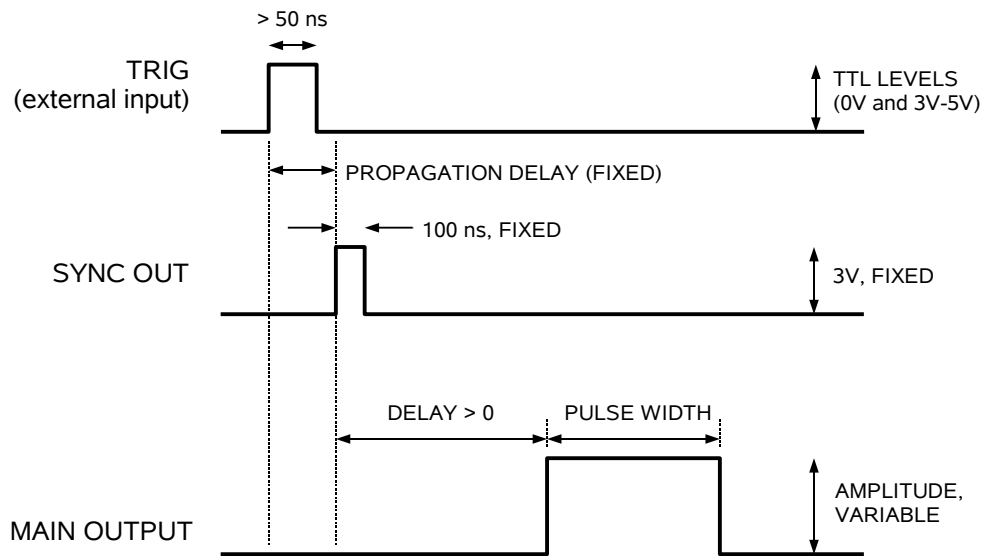 > 50 ns
TRIG
(external input)
TTL LEVELS
(0V and 3V-5V)
PROPAGATION DELAY (FIXED)
100 ns, FIXED
SYNC OUT
3V, FIXED
DELAY > 0
PULSE WIDTH
AMPLITUDE,
VARIABLE
MAIN OUTPUT